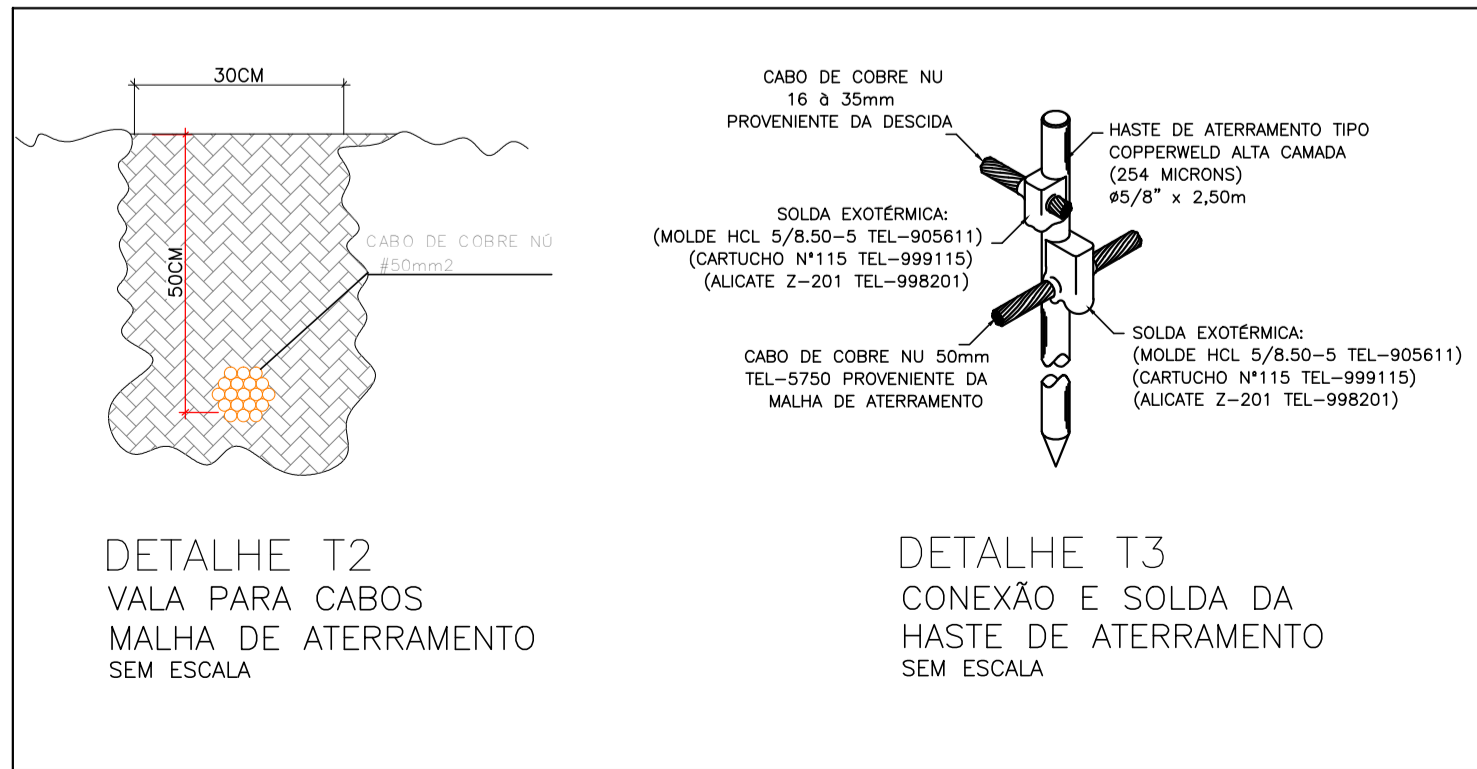 30CM
50CM
CABO DE COBRE NÚ
#50mm2
DETALHE T2
VALA PARA CABOS
MALHA DE ATERRAMENTO
SEM ESCALA
CABO DE COBRE NU
16 à 35mm
PROVENIENTE DA DESCIDA
HASTE DE ATERRAMENTO TIPO
COPPERWELD ALTA CAMADA
(254 MICRONS)
ø5/8" x 2,50m
SOLDA EXOTÉRMICA:
(MOLDE HCL 5/8.50-5 TEL-905611)
(CARTUCHO N°115 TEL-999115)
(ALICATE Z-201 TEL-998201)
CABO DE COBRE NU 50mm
TEL-5750 PROVENIENTE DA
MALHA DE ATERRAMENTO
SOLDA EXOTÉRMICA:
(MOLDE HCL 5/8.50-5 TEL-905611)
(CARTUCHO N°115 TEL-999115)
(ALICATE Z-201 TEL-998201)
DETALHE T3
CONEXÃO E SOLDA DA
HASTE DE ATERRAMENTO
SEM ESCALA